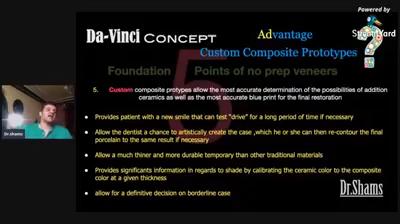 Powered by
StreamYard
Da-Vinci CONCEPT
Advantage
Custom Composite Prototypes
Foundation Points of no prep veneers
5
5. Custom composite protypes allow the most accurate determination of the possibilities of addition
ceramics as well as the most accurate blue print for the final restoration
• Provides patient with a new smile that can test "drive" for a long period of time if necessary
• Allow the dentist a chance to artistically create the case ,which he or she can then re-contour the final
porcelain to the same result if necessary
• Allow a much thiner and more durable temporary than other traditional materials
• Provides significant information in regards to shade by calibrating the ceramic color to the composite
color at a given thickness
• allow for a definitive decision on borderline case
Dr.Shams
Dr.Shams